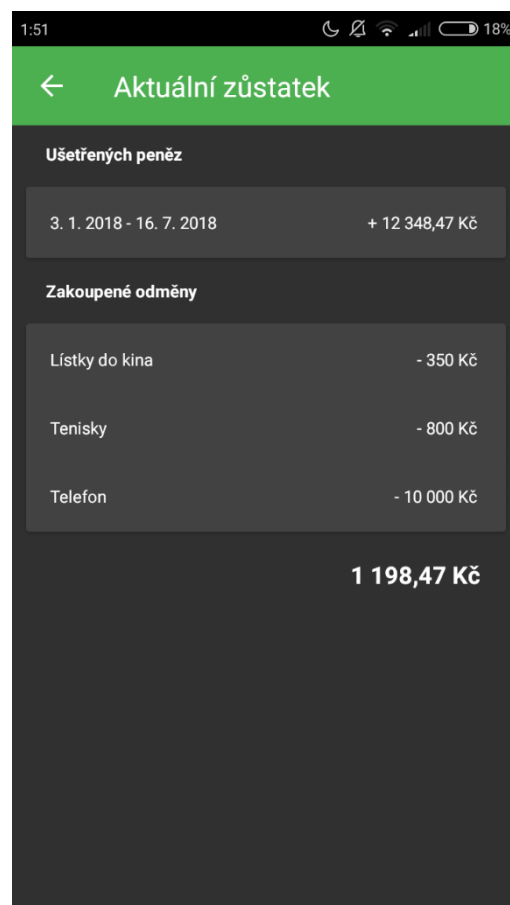 1:51 18%
Aktuální zůstatek
Ušetřených peněz
3. 1. 2018 - 16. 7. 2018 + 12 348,47 Kč
Zakoupené odměny
Lístky do kina - 350 Kč
Tenisky - 800 Kč
Telefon - 10 000 Kč
1 198,47 Kč